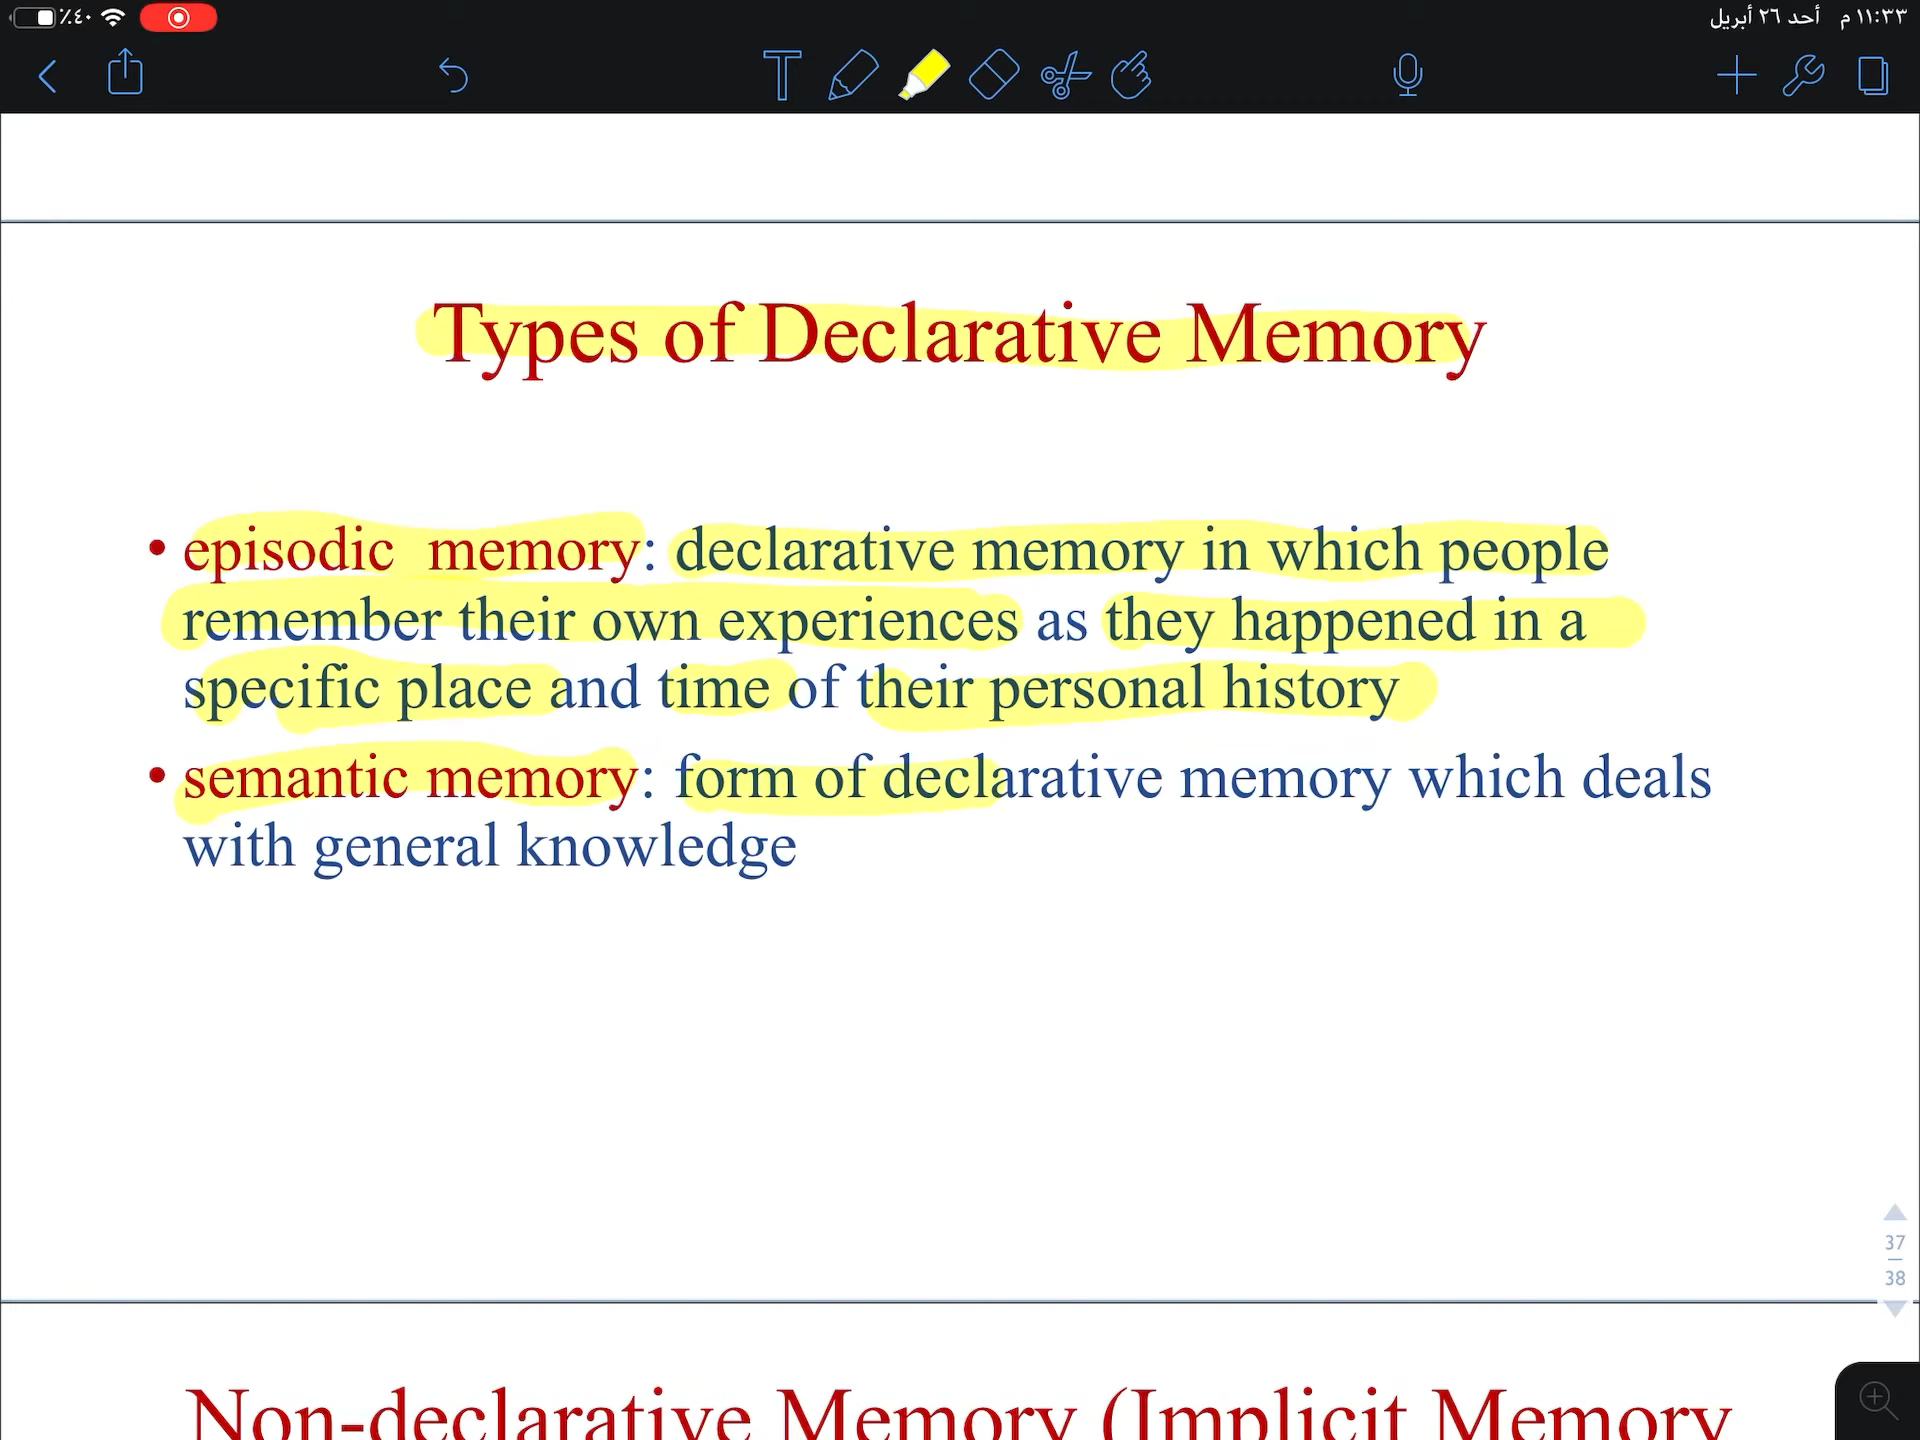 ٪٤٠
١١:٣٣ م أحد ٢٦ أبريل
T
Types of Declarative Memory
• episodic memory: declarative memory in which people
remember their own experiences as they happened in a
specific place and time of their personal history
• semantic memory: form of declarative memory which deals
with general knowledge
37
38
Non-declarative Memory (Implicit Memory